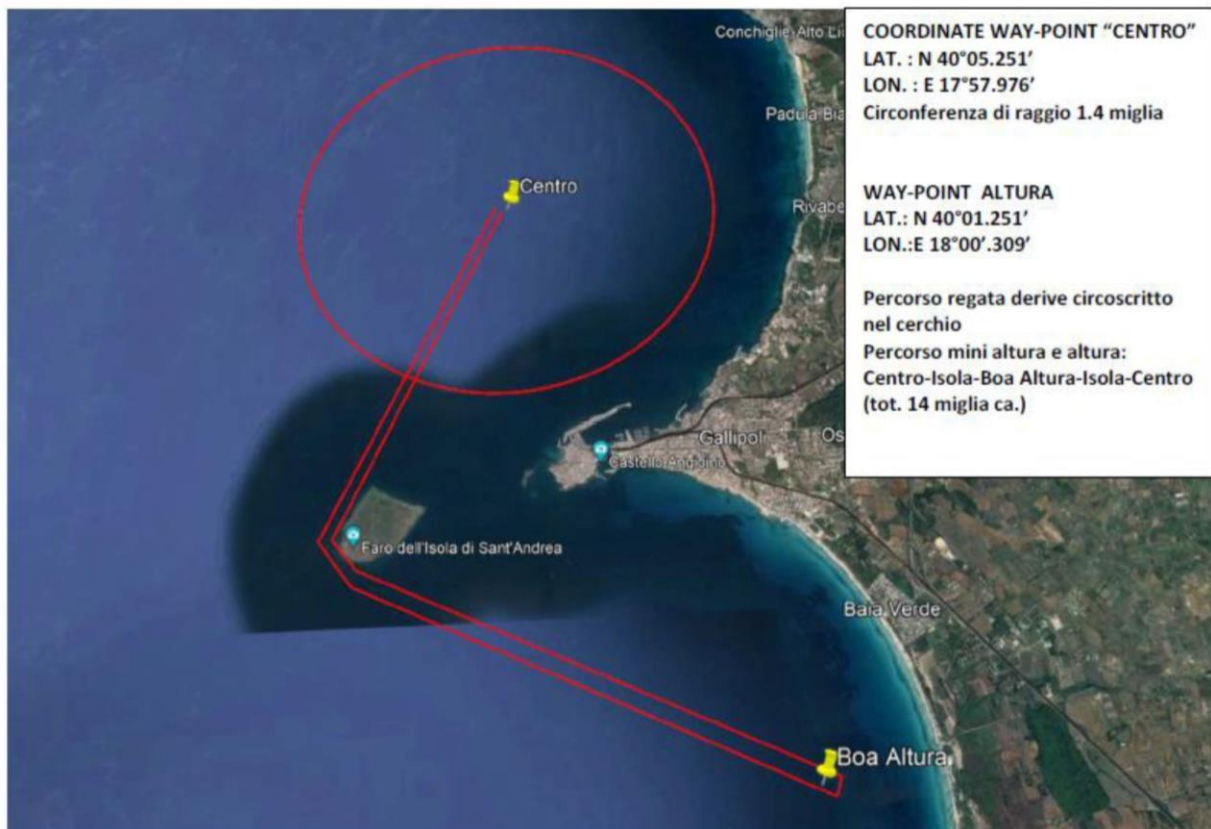 COORDINATE WAY-POINT “CENTRO”
LAT. : N 40°05.251’
LON. : E 17°57.976’
Circonferenza di raggio 1.4 miglia
WAY-POINT ALTURA
LAT.: N 40°01.251’
LON.:E 18°00’.309’
Percorso regata derive circoscritto
nel cerchio
Percorso mini altura e altura:
Centro-Isola-Boa Altura-Isola-Centro
(tot. 14 miglia ca.)
Conchiglie-Alto Li
Padula Bia
Centro
Rivabe
Gallipoli
Os
Castello Angioino
Faro dell'Isola di Sant'Andrea
Baia Verde
Boa Altura